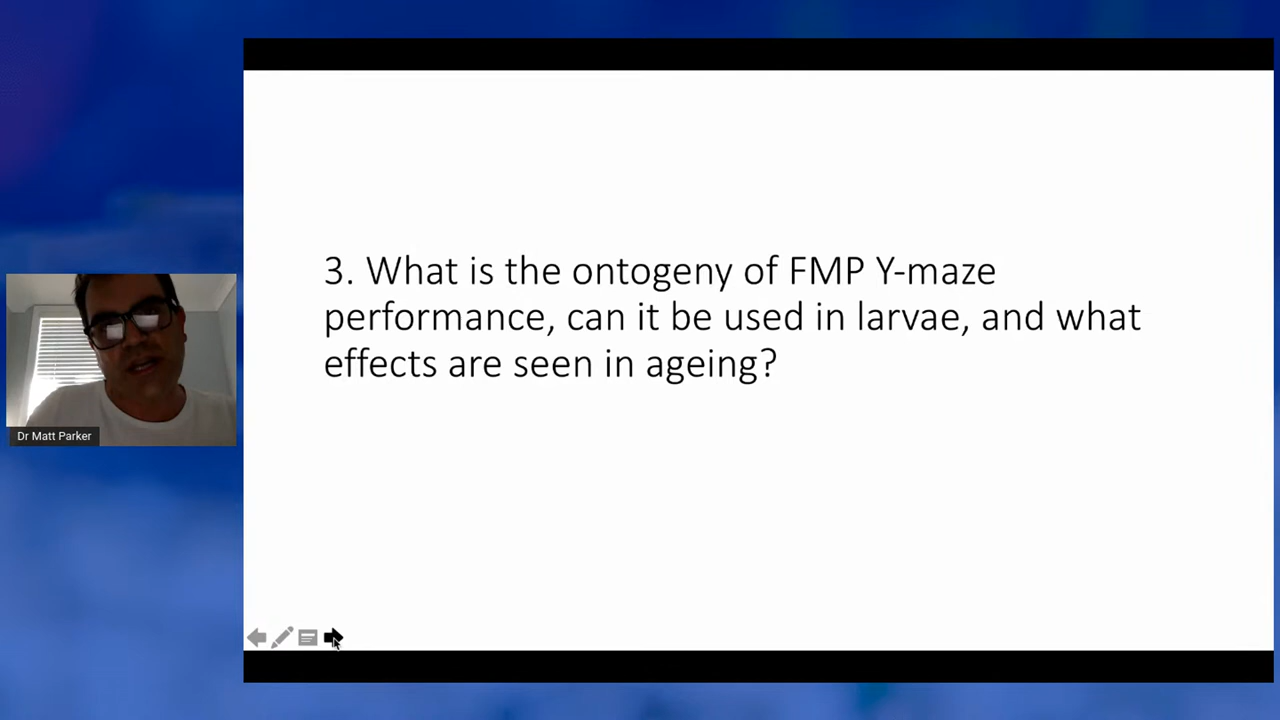 3. What is the ontogeny of FMP Y-maze
performance, can it be used in larvae, and what
effects are seen in ageing?
Dr Matt Parker